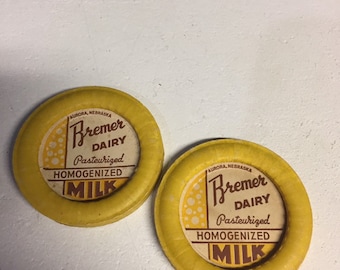 AURORA, NEBRASKA
Bremer
DAIRY
Pasteurized
HOMOGENIZED
MILK
AURORA, NEBRASKA
Bremer
DAIRY
Pasteurized
HOMOGENIZED
MILK